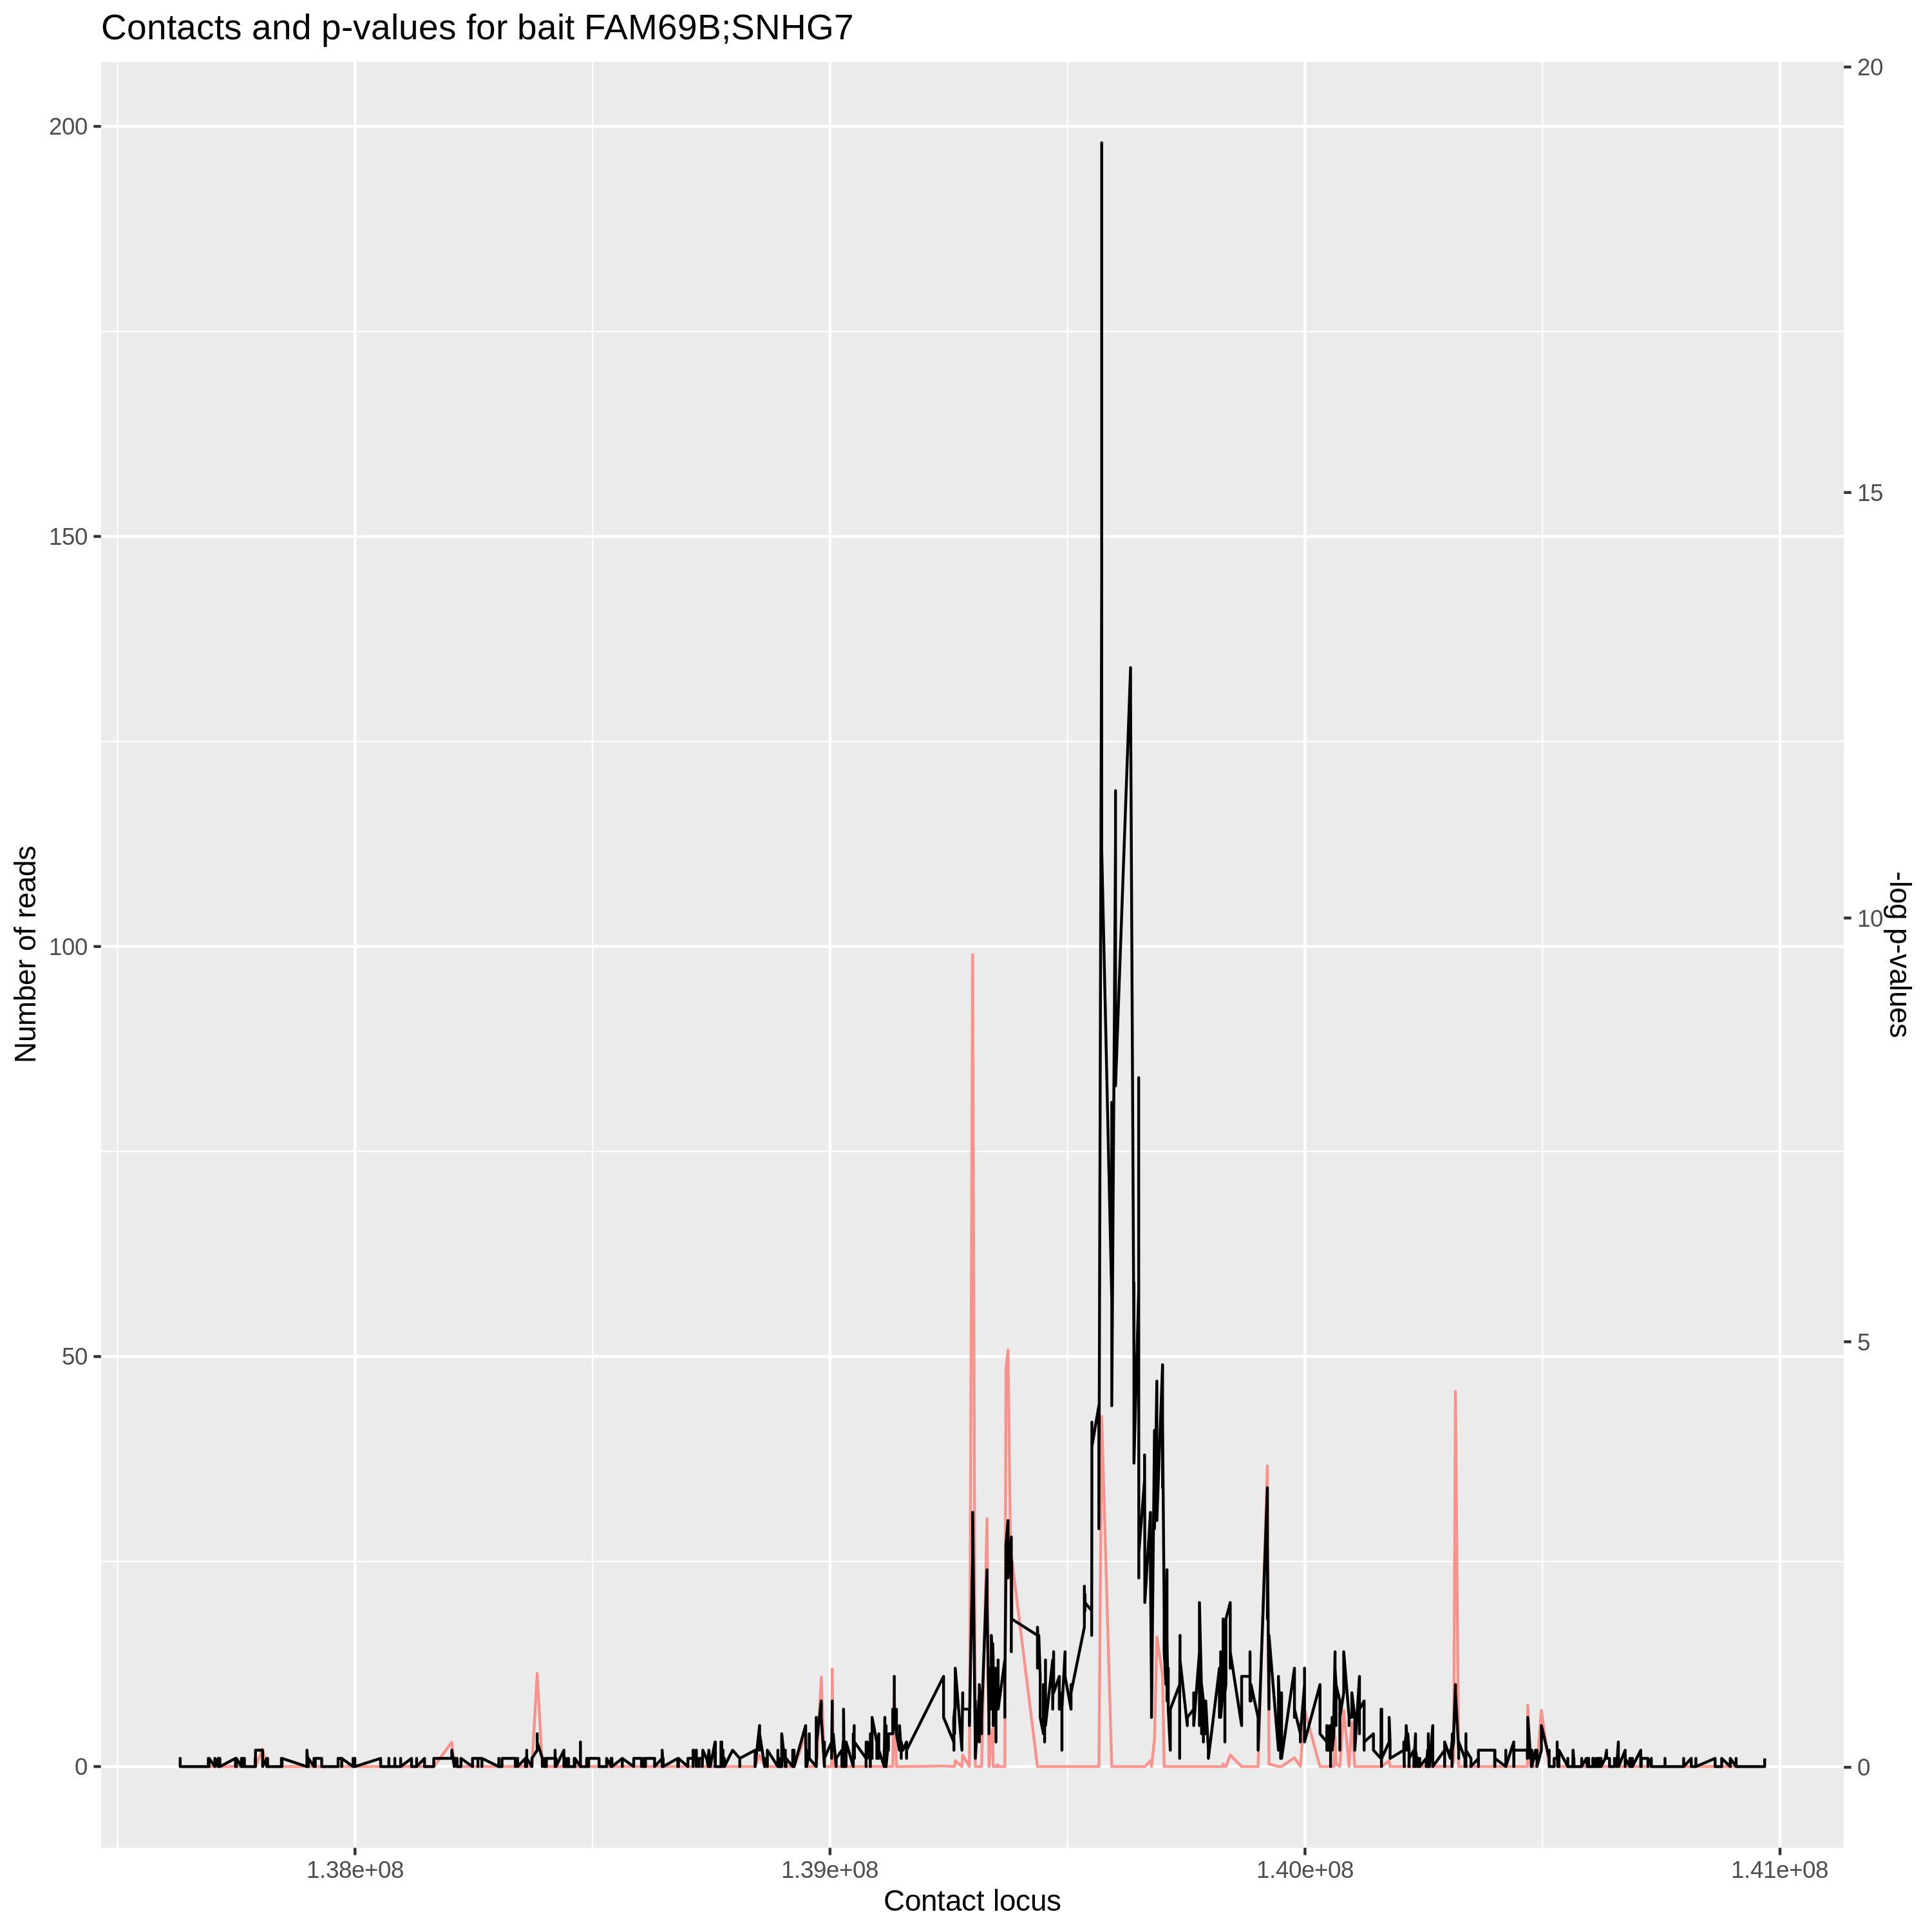 Contacts and p-values for bait FAM69B;SNHG7
200
150
100
50
0
Number of reads
20
15
10
5
0
-log p-values
1.38e+08
1.39e+08
1.40e+08
1.41e+08
Contact locus